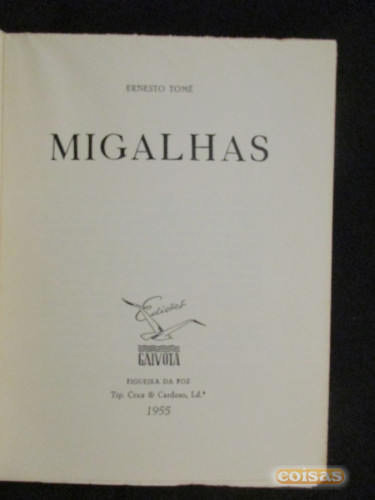 ERNESTO TOMÉ
MIGALHAS
Edições
GAIVOTA
FIGUEIRA DA FOZ
Tip. Cruz & Cardoso, Ld.ª
1955
coisas